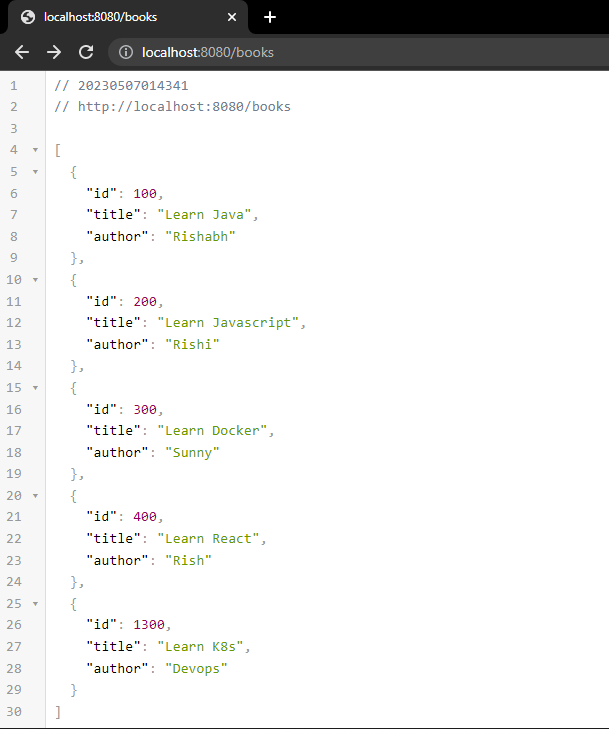 localhost:8080/books
localhost:8080/books
1 // 20230507014341
2 // http://localhost:8080/books
3
4 [
5 {
6 "id": 100,
7 "title": "Learn Java",
8 "author": "Rishabh"
9 },
10 {
11 "id": 200,
12 "title": "Learn Javascript",
13 "author": "Rishi"
14 },
15 {
16 "id": 300,
17 "title": "Learn Docker",
18 "author": "Sunny"
19 },
20 {
21 "id": 400,
22 "title": "Learn React",
23 "author": "Rish"
24 },
25 {
26 "id": 1300,
27 "title": "Learn K8s",
28 "author": "Devops"
29 }
30 ]